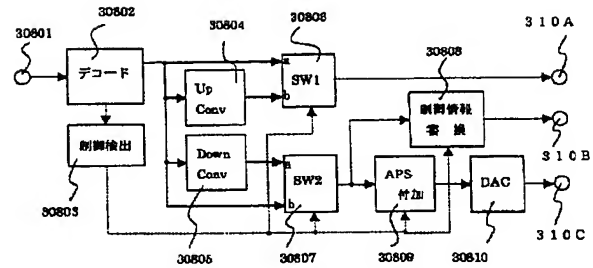 30801
30802
30804
30806
310A
デコード
a
b
SW1
Up
Conv
30808
制御情報
書 換
310B
制御検出
30803
Down
Conv
a
b
SW2
APS
付加
DAC
310C
30805
30807
30809
30810